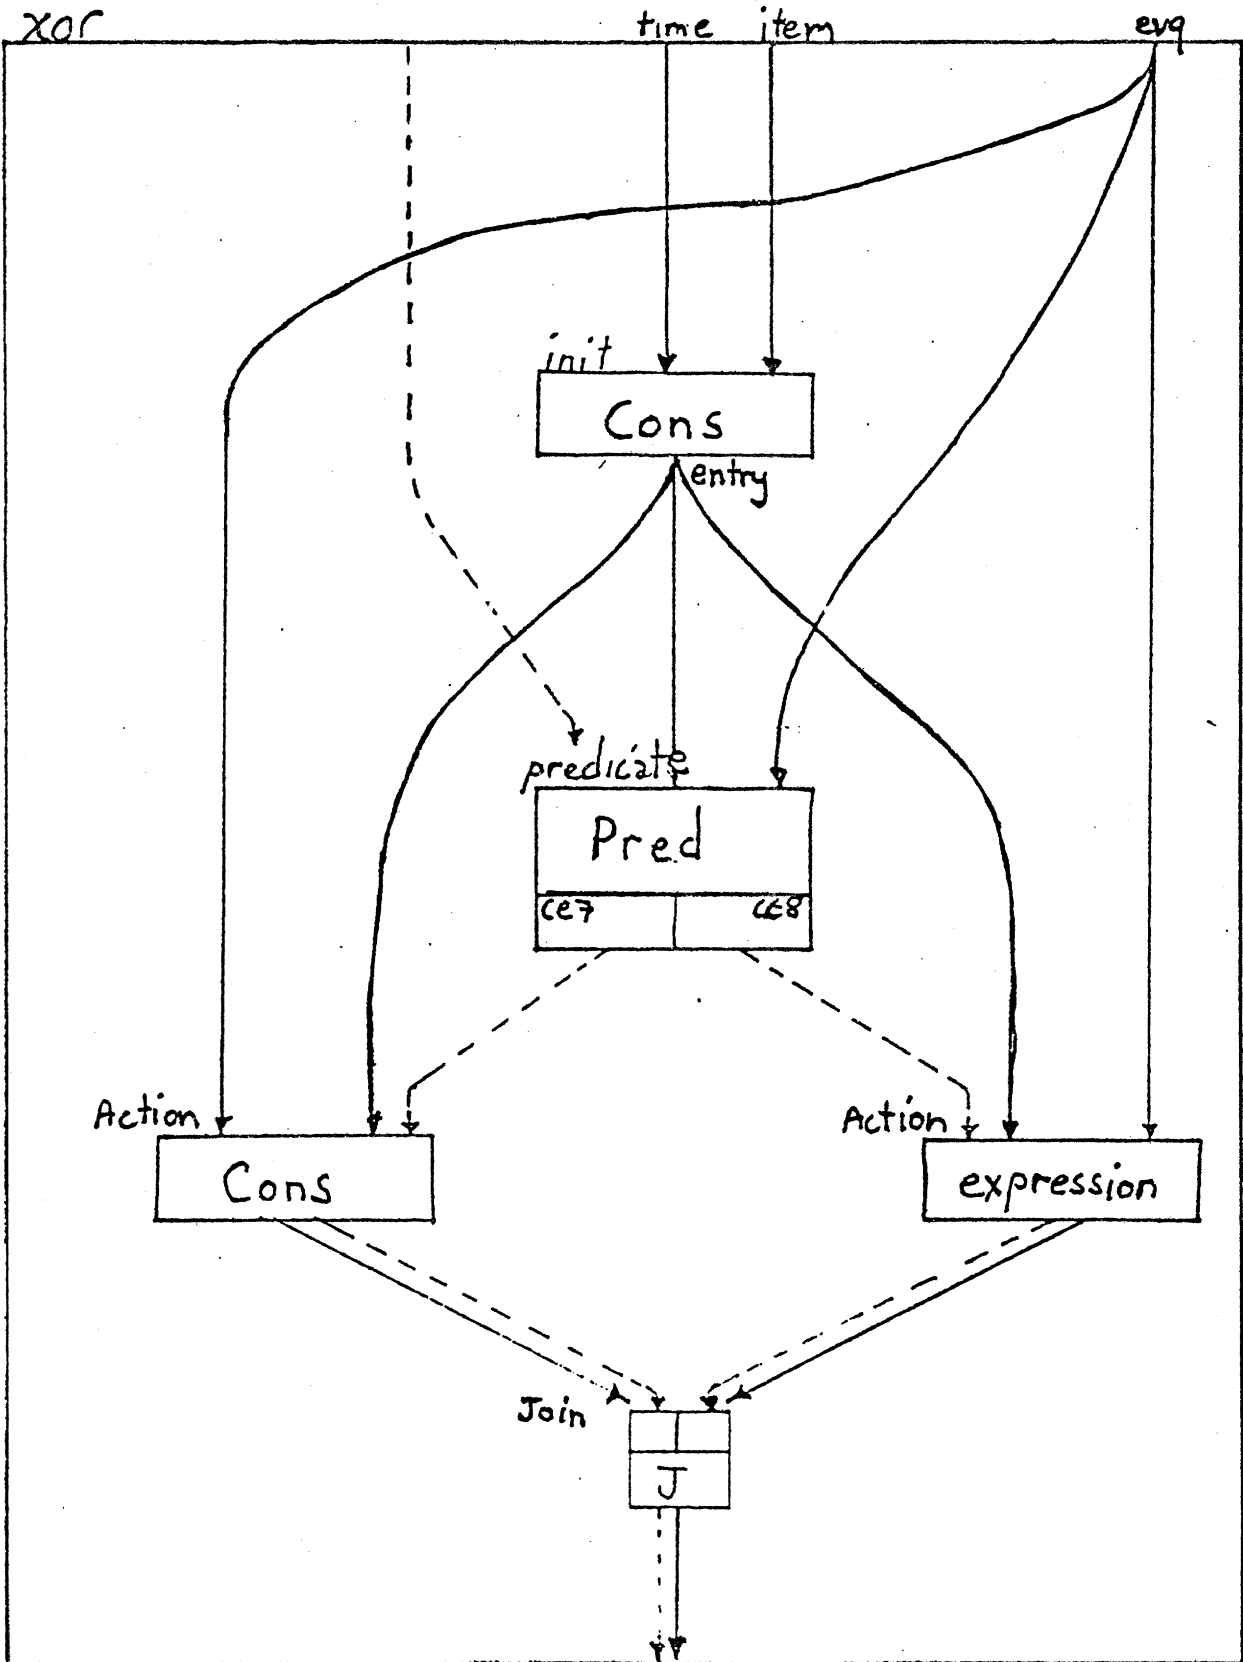 xor
time item evq
init
Cons
entry
predicate
Pred
CE7 CE8
Action
Action
Cons
expression
Join
J